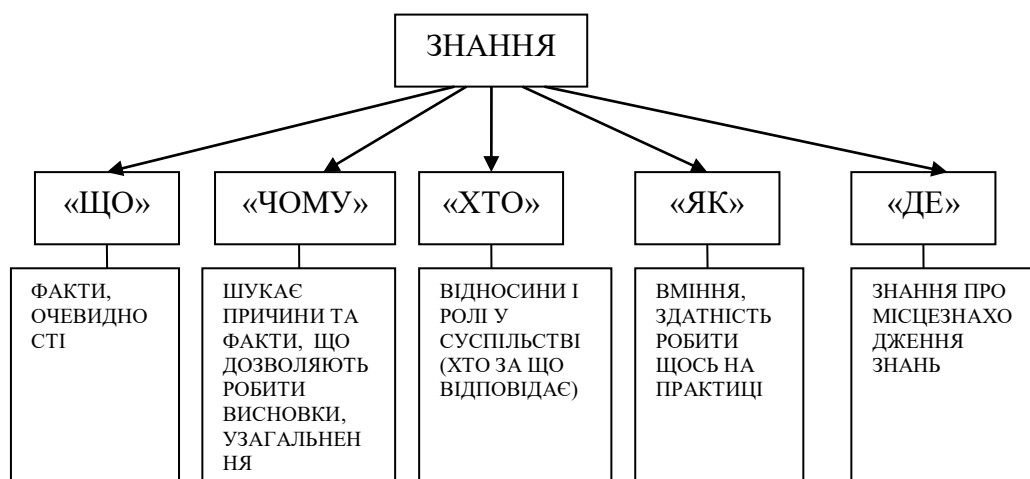 ЗНАННЯ
«ЩО»
«ЧОМУ»
«ХТО»
«ЯК»
«ДЕ»
ФАКТИ,
ОЧЕВИДНО
СТІ
ШУКАЄ
ПРИЧИНИ ТА
ФАКТИ, ЩО
ДОЗВОЛЯЮТЬ
РОБИТИ
ВИСНОВКИ,
УЗАГАЛЬНЕН
НЯ
ВІДНОСИНИ І
РОЛІ У
СУСПІЛЬСТВІ
(ХТО ЗА ЩО
ВІДПОВІДАЄ)
ВМІННЯ,
ЗДАТНІСТЬ
РОБИТИ
ЩОСЬ НА
ПРАКТИЦІ
ЗНАННЯ ПРО
МІСЦЕЗНАХО
ДЖЕННЯ
ЗНАНЬ